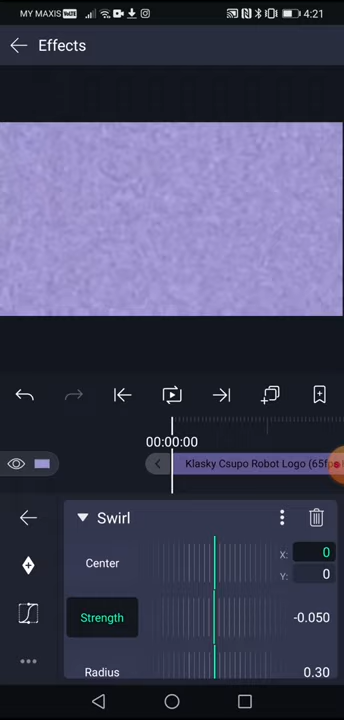 MY MAXIS VoLTE 4:21
Effects
00:00:00
Klasky Csupo Robot Logo (65fp
Swirl
Center X: 0
Y: 0
Strength -0.050
Radius 0.30